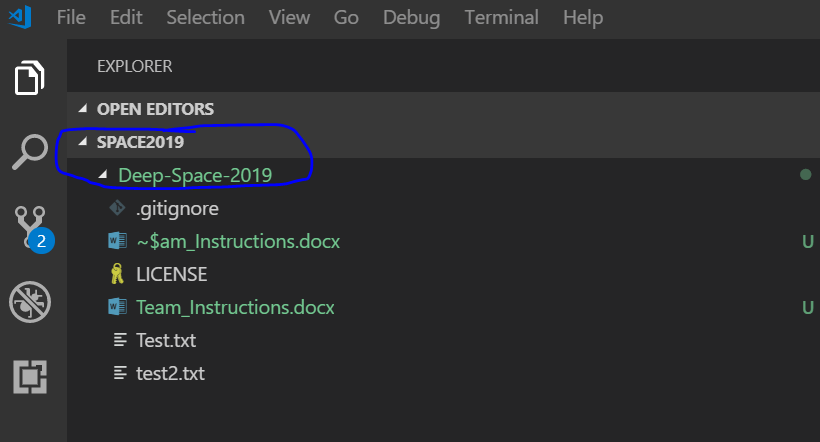 File Edit Selection View Go Debug Terminal Help
EXPLORER
OPEN EDITORS
SPACE2019
Deep-Space-2019
.gitignore
~$am_Instructions.docx U
LICENSE
Team_Instructions.docx U
Test.txt
test2.txt
2